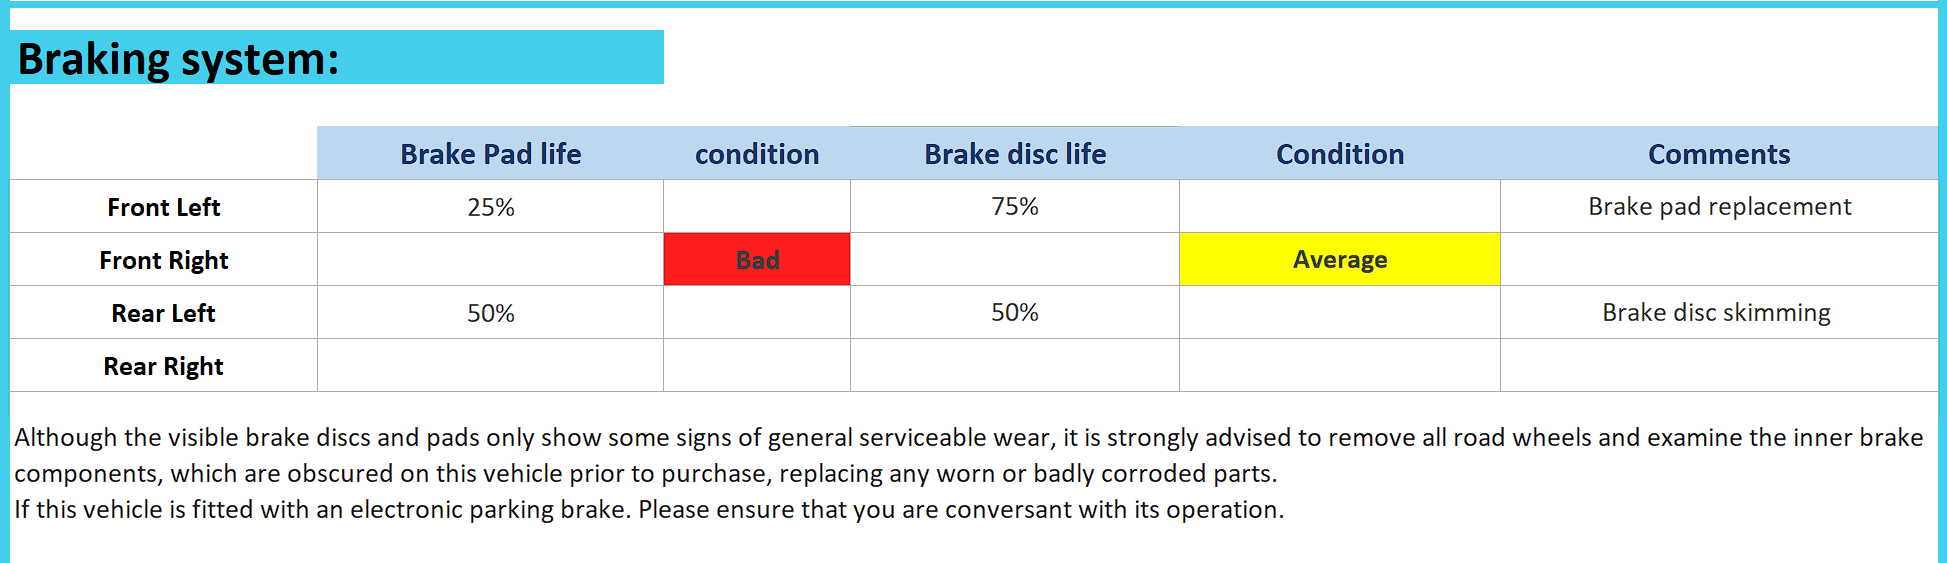 Braking system:
Brake Pad life condition Brake disc life Condition Comments
Front Left 25% 75% Brake pad replacement
Front Right Bad Average
Rear Left 50% 50% Brake disc skimming
Rear Right
Although the visible brake discs and pads only show some signs of general serviceable wear, it is strongly advised to remove all road wheels and examine the inner brake
components, which are obscured on this vehicle prior to purchase, replacing any worn or badly corroded parts.
If this vehicle is fitted with an electronic parking brake. Please ensure that you are conversant with its operation.